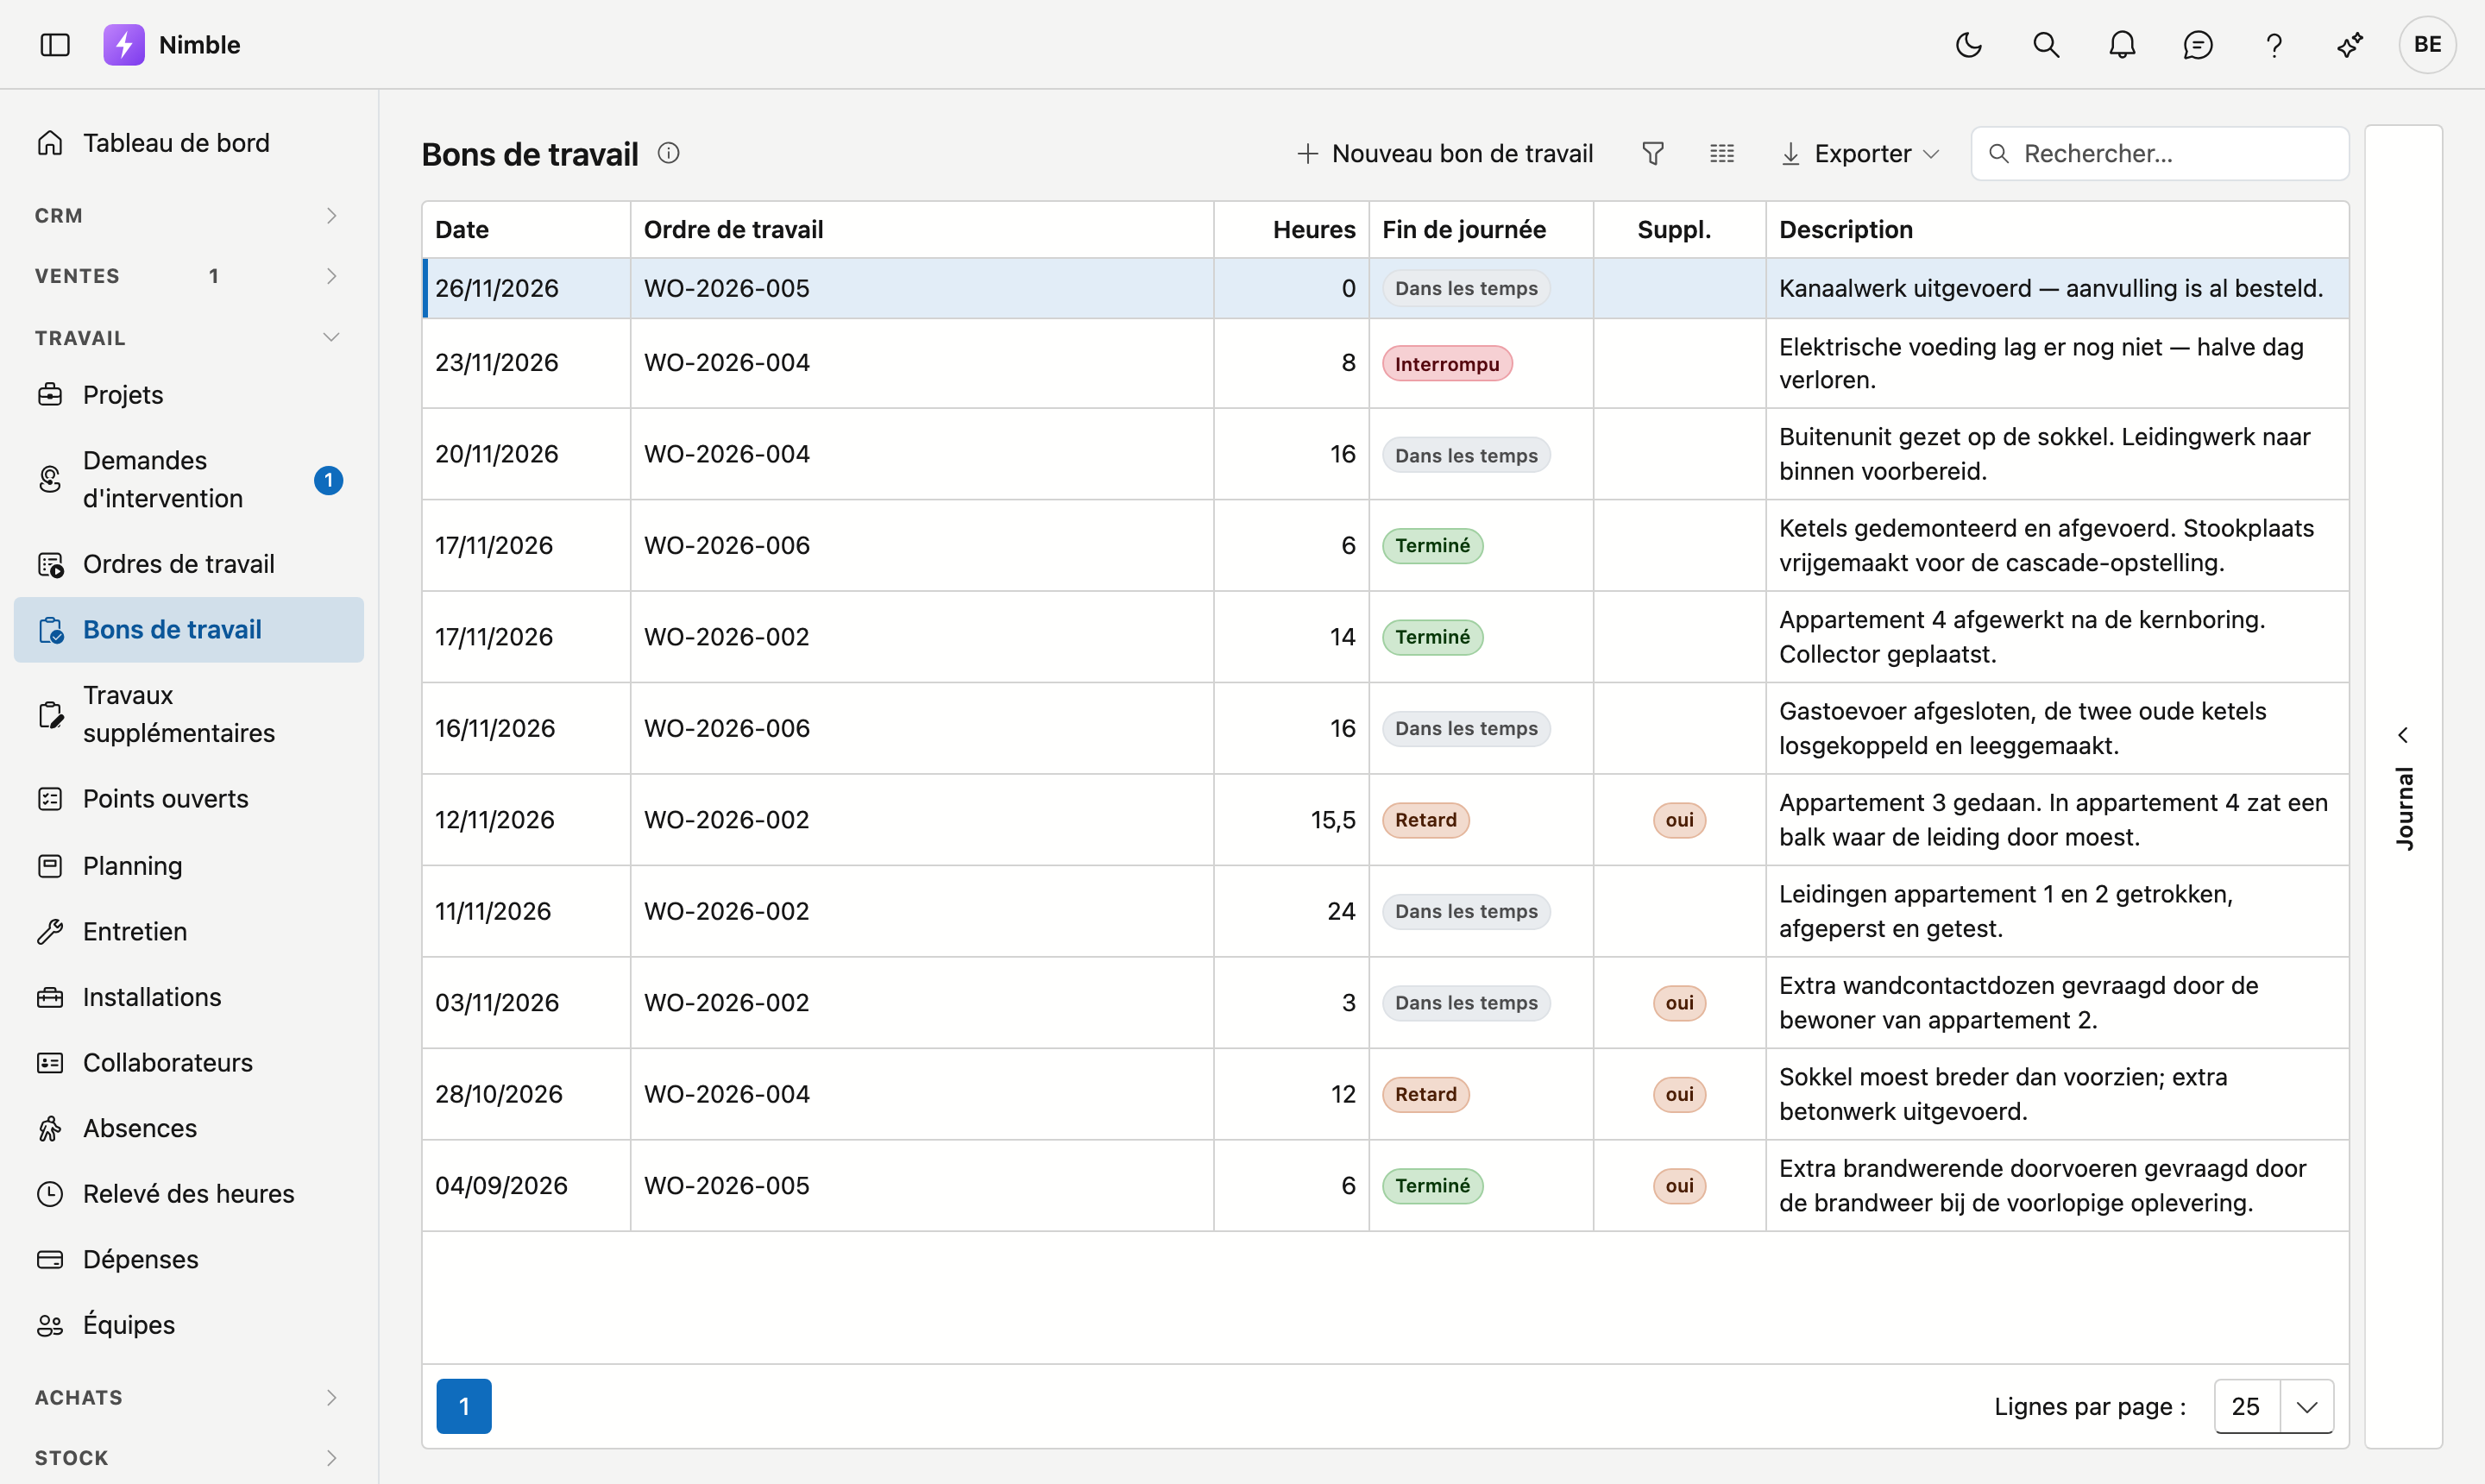 Nimble
BE
Tableau de bord
CRM
VENTES 1
TRAVAIL
Projets
Demandes
d'intervention
1
Ordres de travail
Bons de travail
Travaux
supplémentaires
Points ouverts
Planning
Entretien
Installations
Collaborateurs
Absences
Relevé des heures
Dépenses
Équipes
ACHATS
STOCK
Bons de travail
Nouveau bon de travail
Exporter
Rechercher...
Date Ordre de travail Heures Fin de journée Suppl. Description
26/11/2026 WO-2026-005 0 Dans les temps Kanaalwerk uitgevoerd — aanvulling is al besteld.
23/11/2026 WO-2026-004 8 Interrompu Elektrische voeding lag er nog niet — halve dag
verloren.
20/11/2026 WO-2026-004 16 Dans les temps Buitenunit gezet op de sokkel. Leidingwerk naar
binnen voorbereid.
17/11/2026 WO-2026-006 6 Terminé Ketels gedemonteerd en afgevoerd. Stookplaats
vrijgemaakt voor de cascade-opstelling.
17/11/2026 WO-2026-002 14 Terminé Appartement 4 afgewerkt na de kernboring.
Collector geplaatst.
16/11/2026 WO-2026-006 16 Dans les temps Gastoevoer afgesloten, de twee oude ketels
losgekoppeld en leeggemaakt.
12/11/2026 WO-2026-002 15,5 Retard oui Appartement 3 gedaan. In appartement 4 zat een
balk waar de leiding door moest.
11/11/2026 WO-2026-002 24 Dans les temps Leidingen appartement 1 en 2 getrokken,
afgeperst en getest.
03/11/2026 WO-2026-002 3 Dans les temps oui Extra wandcontactdozen gevraagd door de
bewoner van appartement 2.
28/10/2026 WO-2026-004 12 Retard oui Sokkel moest breder dan voorzien; extra
betonwerk uitgevoerd.
04/09/2026 WO-2026-005 6 Terminé oui Extra brandwerende doorvoeren gevraagd door
de brandweer bij de voorlopige oplevering.
1
Lignes par page : 25
Journal